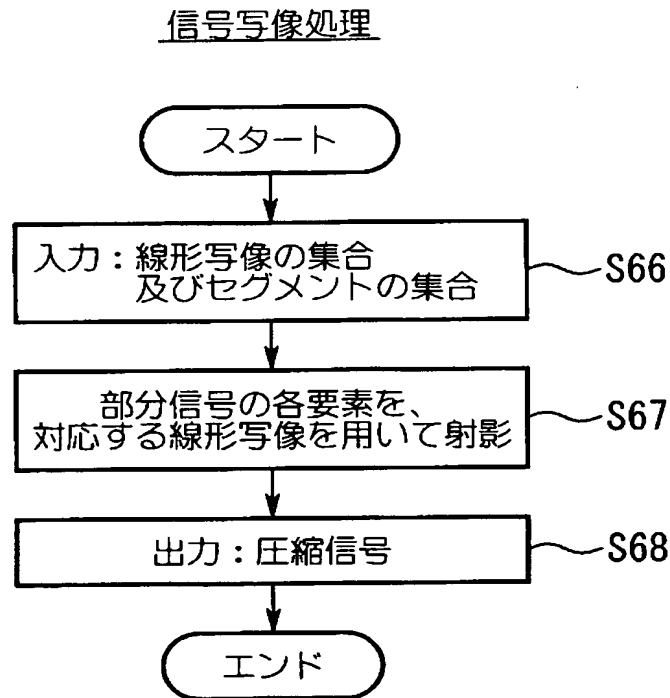 信号写像処理
スタート
入力：線形写像の集合
及びセグメントの集合
S66
部分信号の各要素を、
対応する線形写像を用いて射影
S67
出力：圧縮信号
S68
エンド